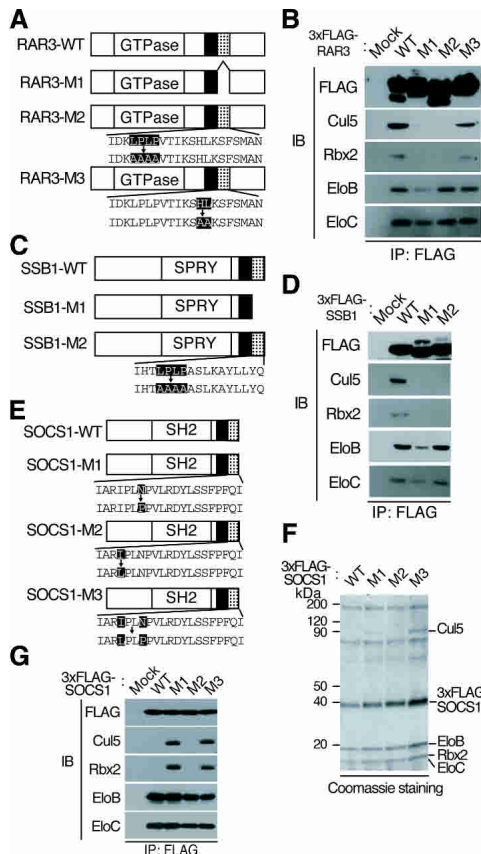 A
RAR3-WT
GTPase
RAR3-M1
GTPase
RAR3-M2
GTPase
IDKLPLPVTIKSHLKSFSMAN
IDKAAAAVTIKSHLKSFSMAN
RAR3-M3
GTPase
IDKLPLPVTIKSHLKSFSMAN
IDKLPLPVTIKSAAKSFSMAN
B
3xFLAG-RAR3 :
Mock
WT
M1
M2
M3
IB
FLAG
Cul5
Rbx2
EloB
EloC
IP: FLAG
C
SSB1-WT
SPRY
SSB1-M1
SPRY
SSB1-M2
SPRY
IHTLPLPASLKAYLLYQ
IHTAAAAASLKAYLLYQ
D
3xFLAG-SSB1 :
Mock
WT
M1
M2
IB
FLAG
Cul5
Rbx2
EloB
EloC
IP: FLAG
E
SOCS1-WT
SH2
SOCS1-M1
SH2
IARIPLNPVLRDYLSSFPFQI
IARIPLPPVLRDYLSSFPFQI
SOCS1-M2
SH2
IARIPLNPVLRDYLSSFPFQI
IARLPLNPVLRDYLSSFPFQI
SOCS1-M3
SH2
IARIPLNPVLRDYLSSFPFQI
IARLPLPPVLRDYLSSFPFQI
F
3xFLAG-SOCS1 :
WT
M1
M2
M3
kDa
200
120
90
50
40
20
Cul5
3xFLAG
SOCS1
EloB
Rbx2
EloC
Coomassie staining
G
3xFLAG-SOCS1 :
Mock
WT
M1
M2
M3
IB
FLAG
Cul5
Rbx2
EloB
EloC
IP: FLAG